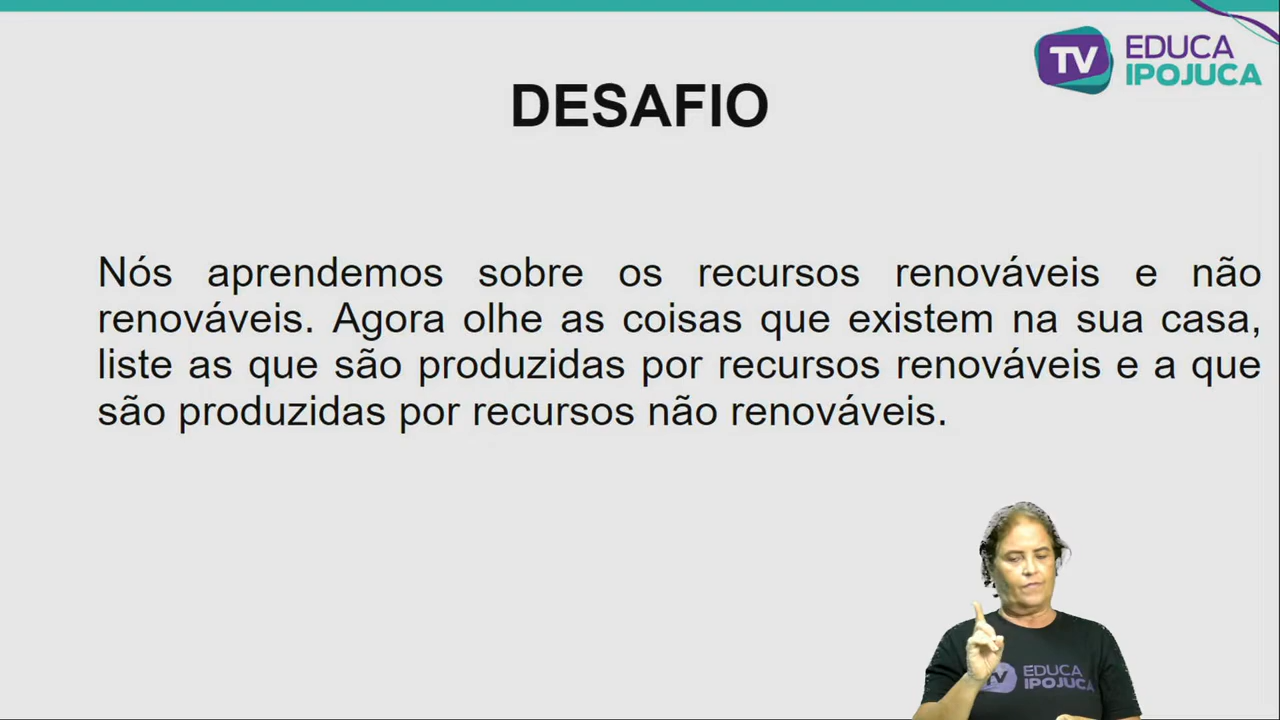 TV EDUCA
IPOJUCA
DESAFIO
Nós aprendemos sobre os recursos renováveis e não
renováveis. Agora olhe as coisas que existem na sua casa,
liste as que são produzidas por recursos renováveis e a que
são produzidas por recursos não renováveis.
TV EDUCA
IPOJUCA